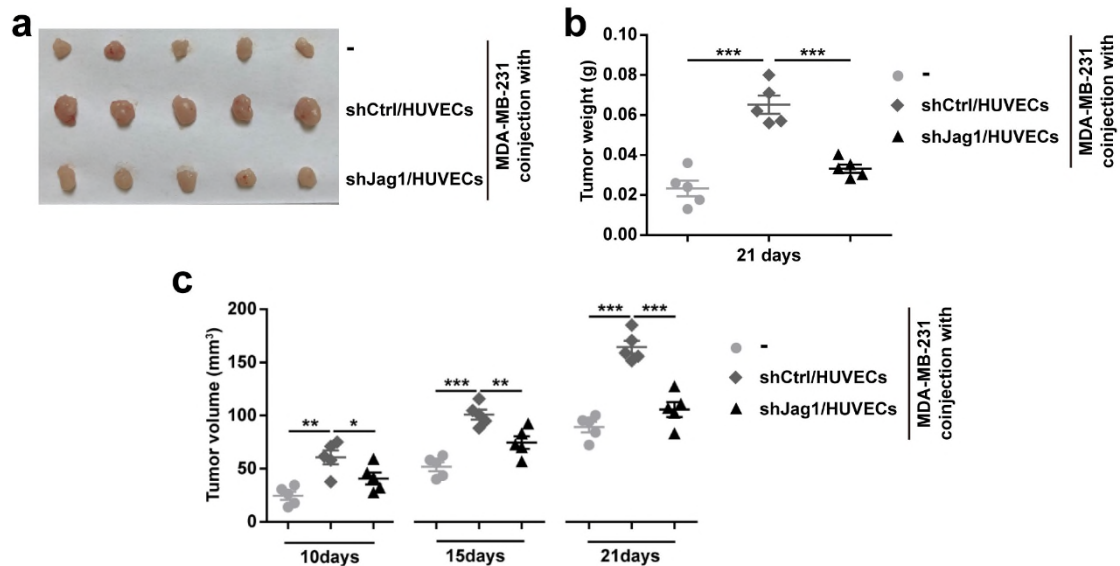 a
-
shCtrl/HUVECs
shJag1/HUVECs
MDA-MB-231
coinjection with
b
Tumor weight (g)
0.10
0.08
0.06
0.04
0.02
0.00
*** ***
21 days
-
shCtrl/HUVECs
shJag1/HUVECs
MDA-MB-231
coinjection with
c
Tumor volume (mm³)
200
150
100
50
0
** *
*** **
*** ***
10days 15days 21days
-
shCtrl/HUVECs
shJag1/HUVECs
MDA-MB-231
coinjection with